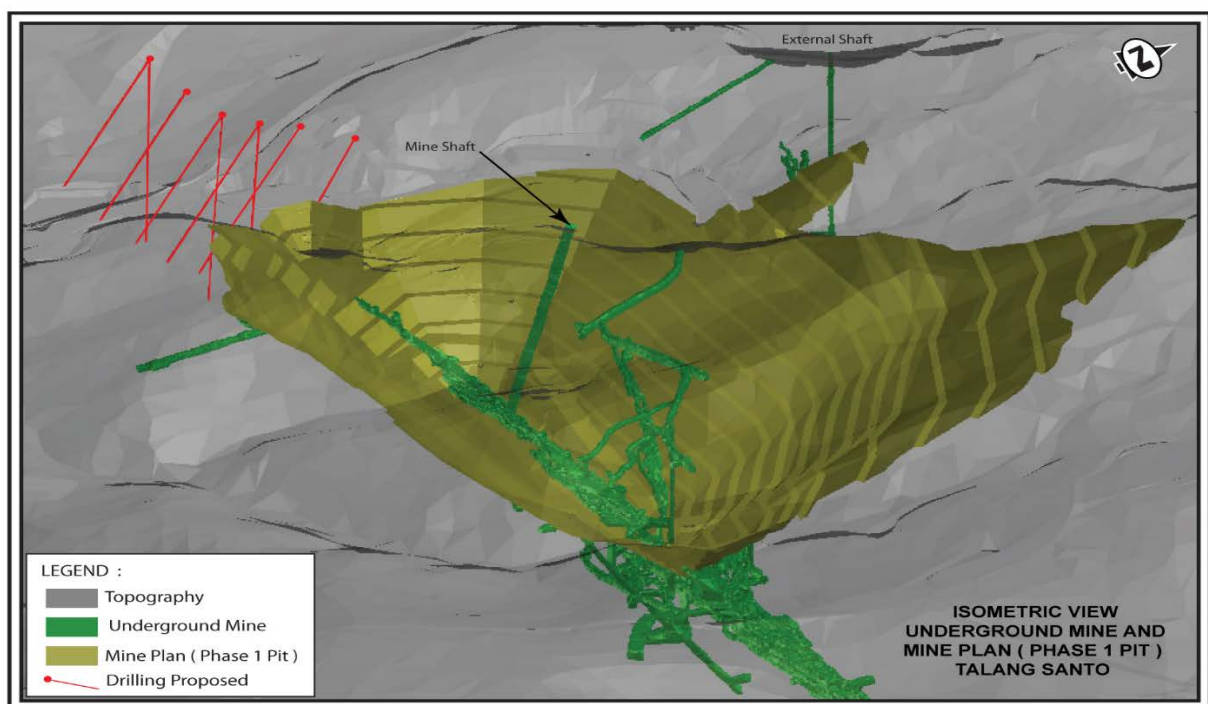 External Shaft
Mine Shaft
LEGEND :
Topography
Underground Mine
Mine Plan ( Phase 1 Pit )
Drilling Proposed
ISOMETRIC VIEW
UNDERGROUND MINE AND
MINE PLAN ( PHASE 1 PIT )
TALANG SANTO